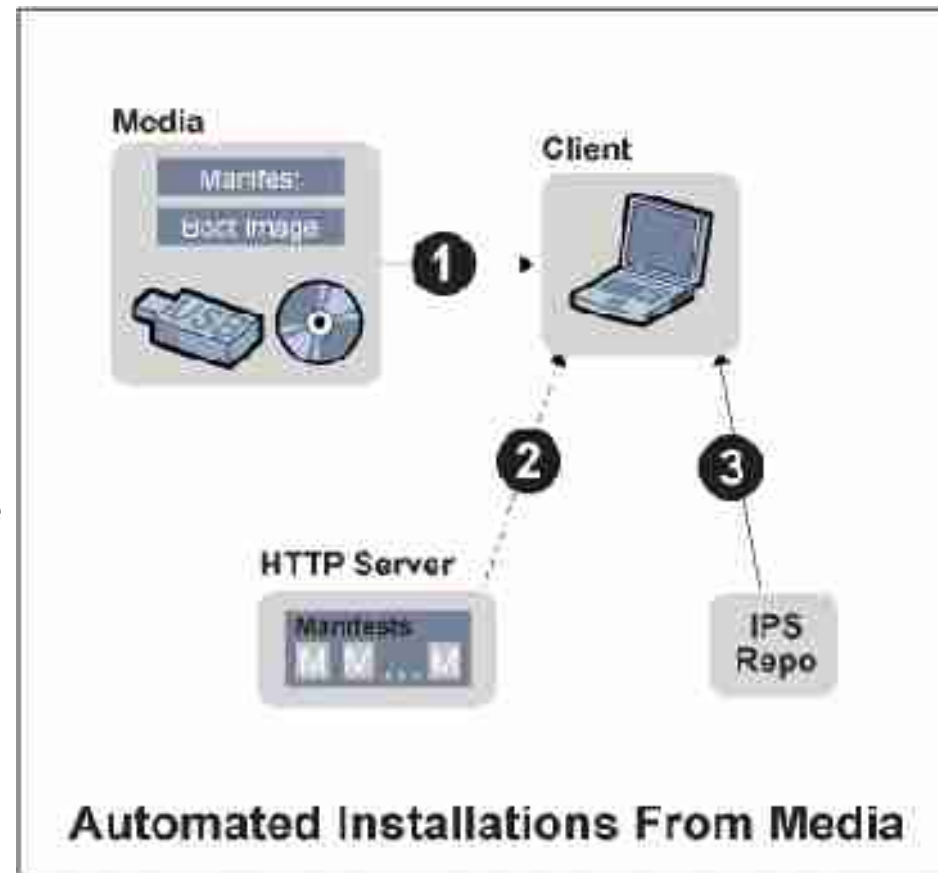 Media
Manifest
Boot Image
USB
1
Client
2
3
HTTP Server
Manifests
M M ... M
IPS
Repo
Automated Installations From Media